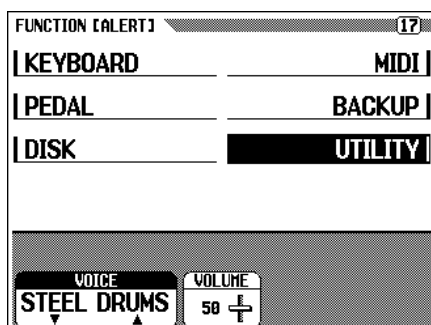 FUNCTION [ALERT] 17
KEYBOARD MIDI
PEDAL BACKUP
DISK UTILITY
VOICE VOLUME
STEEL DRUMS 50